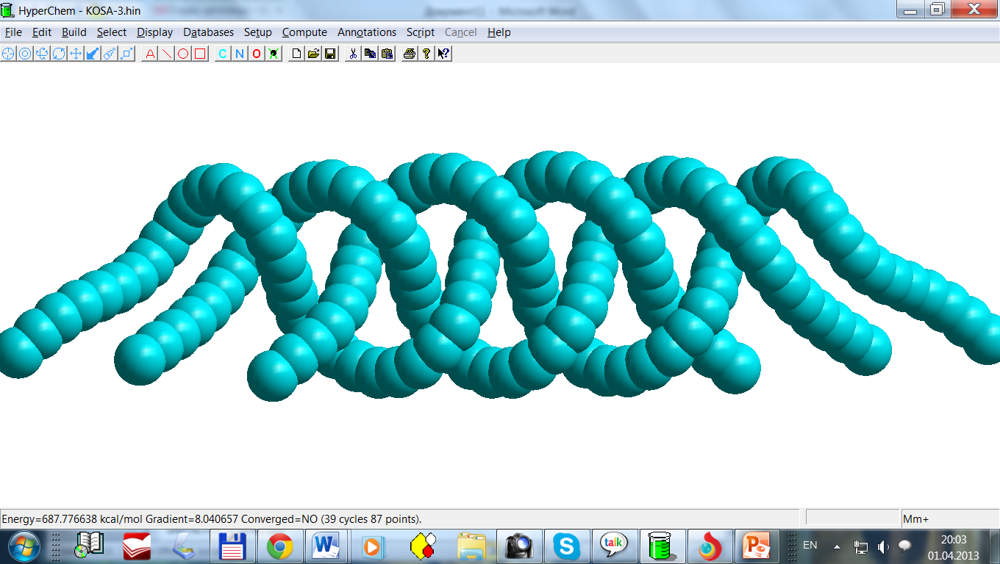 HyperChem - KOSA-3.hin
File Edit Build Select Display Databases Setup Compute Annotations Script Cancel Help
A C N O
Energy=687.776638 kcal/mol Gradient=8.040657 Converged=NO (39 cycles 87 points).
Mm+
W S talk P
EN
20:03
01.04.2013